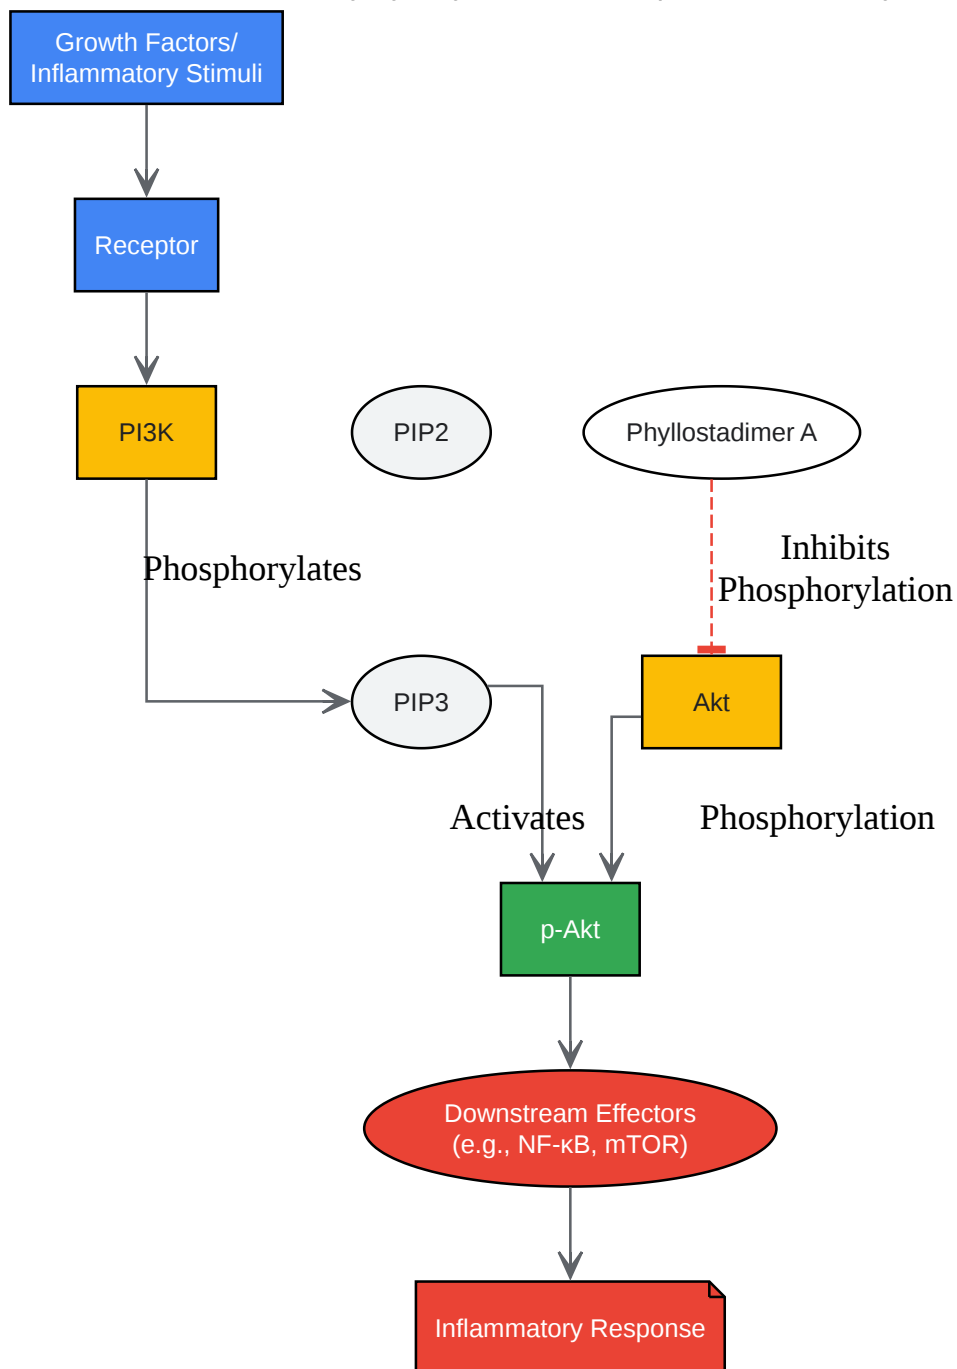 Growth Factors/
Inflammatory Stimuli
Receptor
PI3K
PIP2
Phyllostadimer A
Phosphorylates
Inhibits
Phosphorylation
PIP3
Akt
Activates
Phosphorylation
p-Akt
Downstream Effectors
(e.g., NF-κB, mTOR)
Inflammatory Response